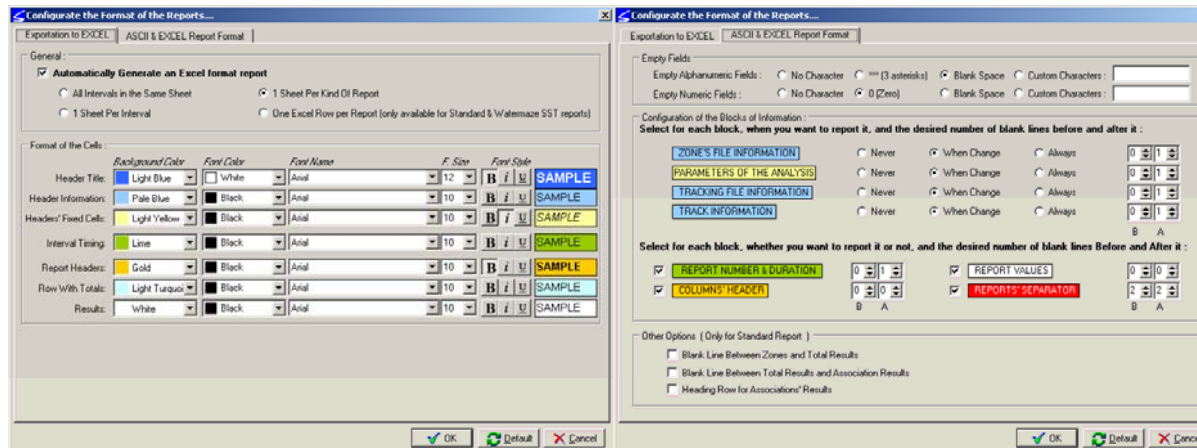 Configurate the Format of the Reports....
Exportation to EXCEL
ASCII & EXCEL Report Format
General :
Automatically Generate an Excel format report
All Intervals in the Same Sheet
1 Sheet Per Kind Of Report
1 Sheet Per Interval
One Excel Row per Report (only available for Standard & Watermaze SST reports)
Format of the Cells :
Background Color Font Color Font Name F. Size Font Style
Header Title: Light Blue White Arial 12 B i U SAMPLE
Header Information: Pale Blue Black Arial 10 B i U SAMPLE
Headers' Fixed Cells: Light Yellow Black Arial 10 B i U SAMPLE
Interval Timing: Lime Black Arial 10 B i U SAMPLE
Report Headers: Gold Black Arial 10 B i U SAMPLE
Row With Totals: Light Turquoi Black Arial 10 B i U SAMPLE
Results: White Black Arial 10 B i U SAMPLE
OK Default Cancel
Configurate the Format of the Reports....
Exportation to EXCEL
ASCII & EXCEL Report Format
Empty Fields
Empty Alphanumeric Fields : No Character "*** (3 asterisks) Blank Space Custom Characters :
Empty Numeric Fields : No Character 0 (Zero) Blank Space Custom Characters :
Configuration of the Blocks of Information :
Select for each block, when you want to report it, and the desired number of blank lines before and after it :
ZONE'S FILE INFORMATION Never When Change Always 0 1
PARAMETERS OF THE ANALYSIS Never When Change Always 0 1
TRACKING FILE INFORMATION Never When Change Always 0 1
TRACK INFORMATION Never When Change Always 0 1
B A
Select for each block, whether you want to report it or not, and the desired number of blank lines Before and After it :
REPORT NUMBER & DURATION 0 1 REPORT VALUES 0 0
COLUMNS' HEADER 0 0 REPORTS' SEPARATOR 2 2
B A B A
Other Options ( Only for Standard Report )
Blank Line Between Zones and Total Results
Blank Line Between Total Results and Association Results
Heading Row for Associations' Results
OK Default Cance